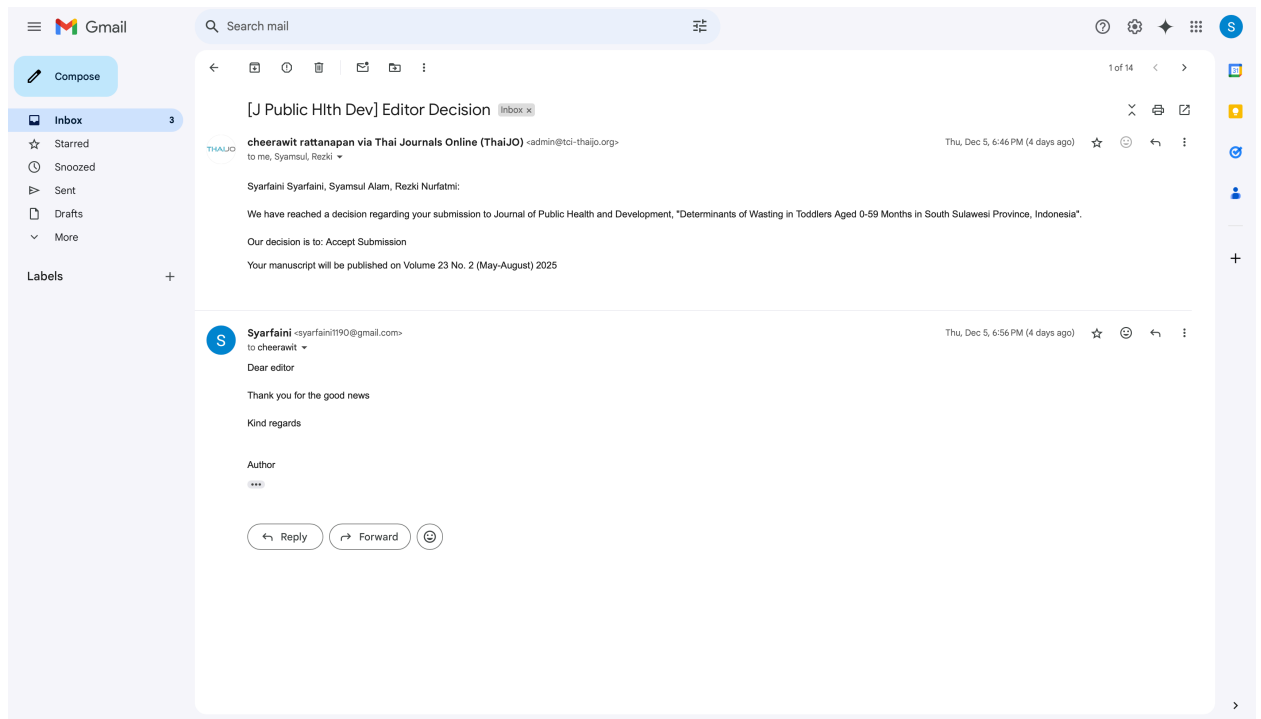 Gmail
Search mail
S
Compose
1 of 14
31
Inbox 3
Starred
Snoozed
Sent
Drafts
More
Labels
[J Public Hlth Dev] Editor Decision Inbox x
THAIJO
cheerawit rattanapan via Thai Journals Online (ThaiJO) <admin@tci-thaijo.org>
Thu, Dec 5, 6:46 PM (4 days ago)
to me, Syamsul, Rezki
Syarfaini Syarfaini, Syamsul Alam, Rezki Nurfatmi:
We have reached a decision regarding your submission to Journal of Public Health and Development, "Determinants of Wasting in Toddlers Aged 0-59 Months in South Sulawesi Province, Indonesia".
Our decision is to: Accept Submission
Your manuscript will be published on Volume 23 No. 2 (May-August) 2025
S
Syarfaini <syarfaini1190@gmail.com>
Thu, Dec 5, 6:56 PM (4 days ago)
to cheerawit
Dear editor
Thank you for the good news
Kind regards
Author
Reply
Forward